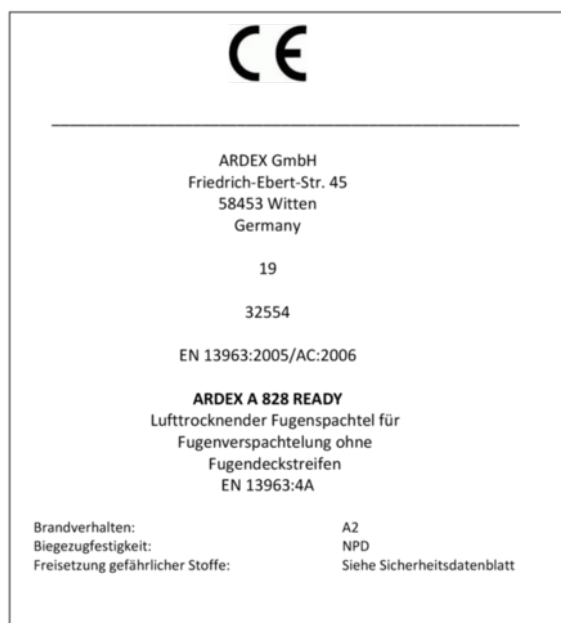 CE
ARDEX GmbH
Friedrich-Ebert-Str. 45
58453 Witten
Germany
19
32554
EN 13963:2005/AC:2006
ARDEX A 828 READY
Lufttrocknender Fugenspachtel für
Fugenverspachtelung ohne
Fugendeckstreifen
EN 13963:4A
Brandverhalten: A2
Biegezugfestigkeit: NPD
Freisetzung gefährlicher Stoffe: Siehe Sicherheitsdatenblatt